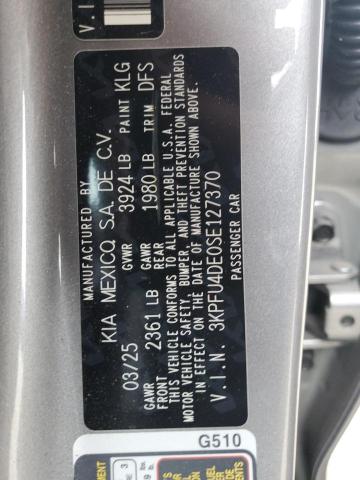 V.I.N
MANUFACTURED BY
KIA MEXICO, S.A. DE C.V.
03/25 GVWR 3924 LB PAINT KLG
GAWR FRONT 2361 LB GAWR REAR 1980 LB TRIM DFS
THIS VEHICLE CONFORMS TO ALL APPLICABLE U.S.A. FEDERAL
MOTOR VEHICLE SAFETY, BUMPER, AND THEFT PREVENTION STANDARDS
IN EFFECT ON THE DATE OF MANUFACTURE SHOWN ABOVE.
V.I.N. 3KPFU4DE0SE127370
PASSENGER CAR
G510